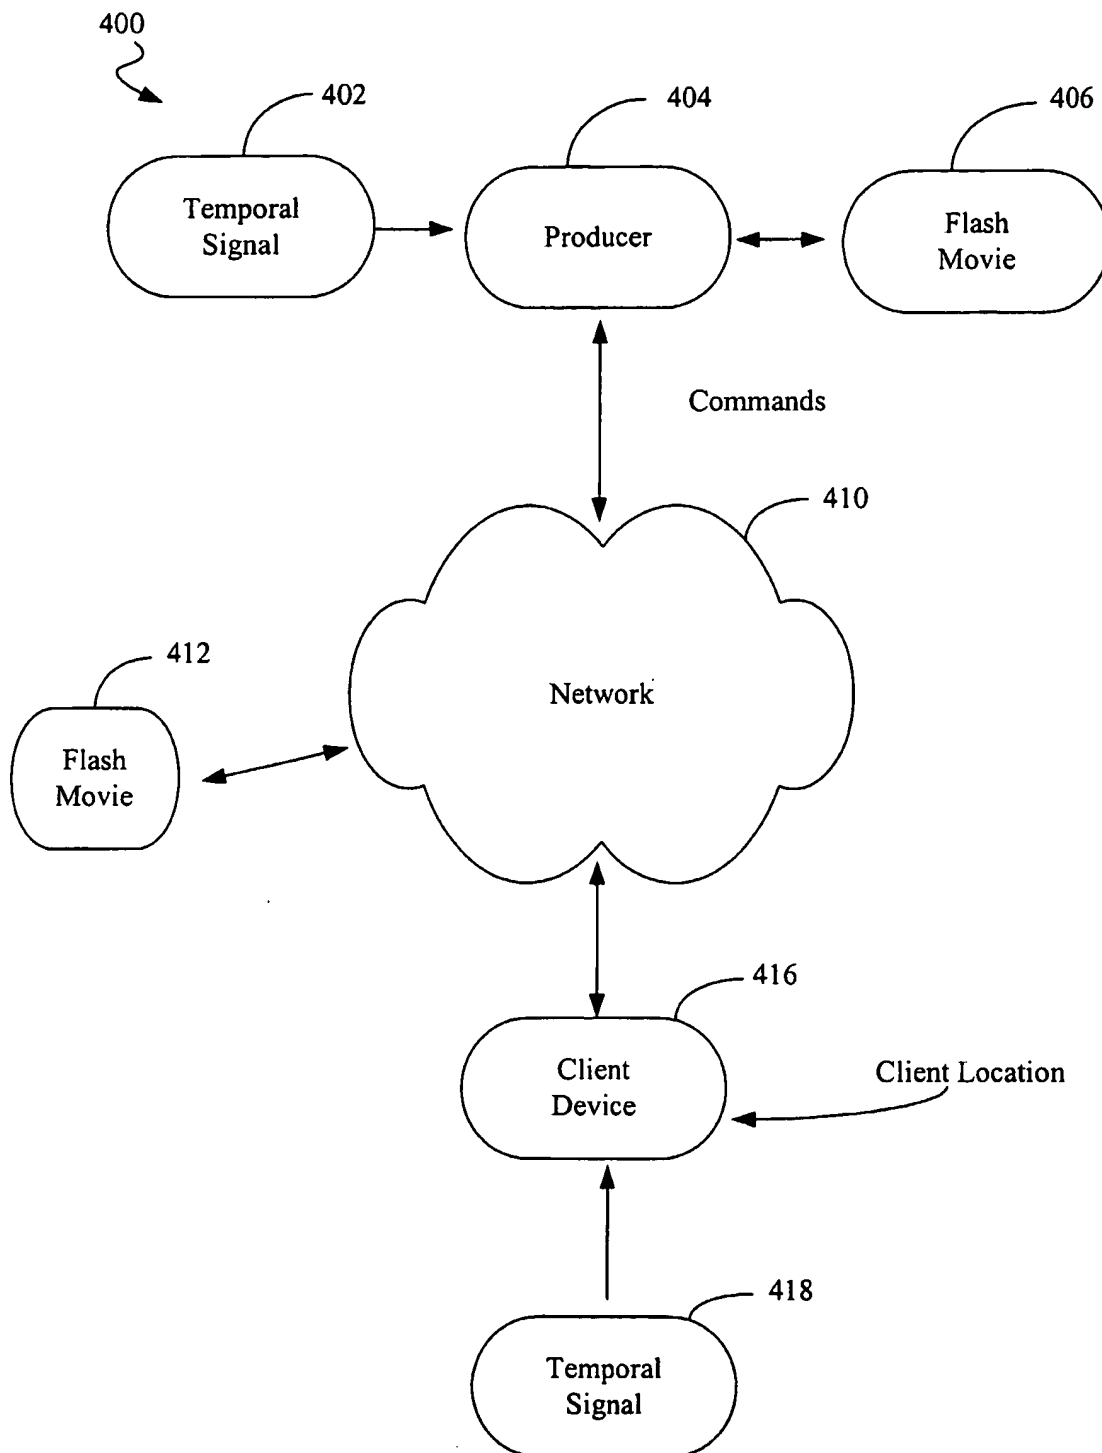 400
402
404
406
Temporal
Signal
Producer
Flash
Movie
Commands
410
412
Network
Flash
Movie
416
Client
Device
Client Location
418
Temporal
Signal